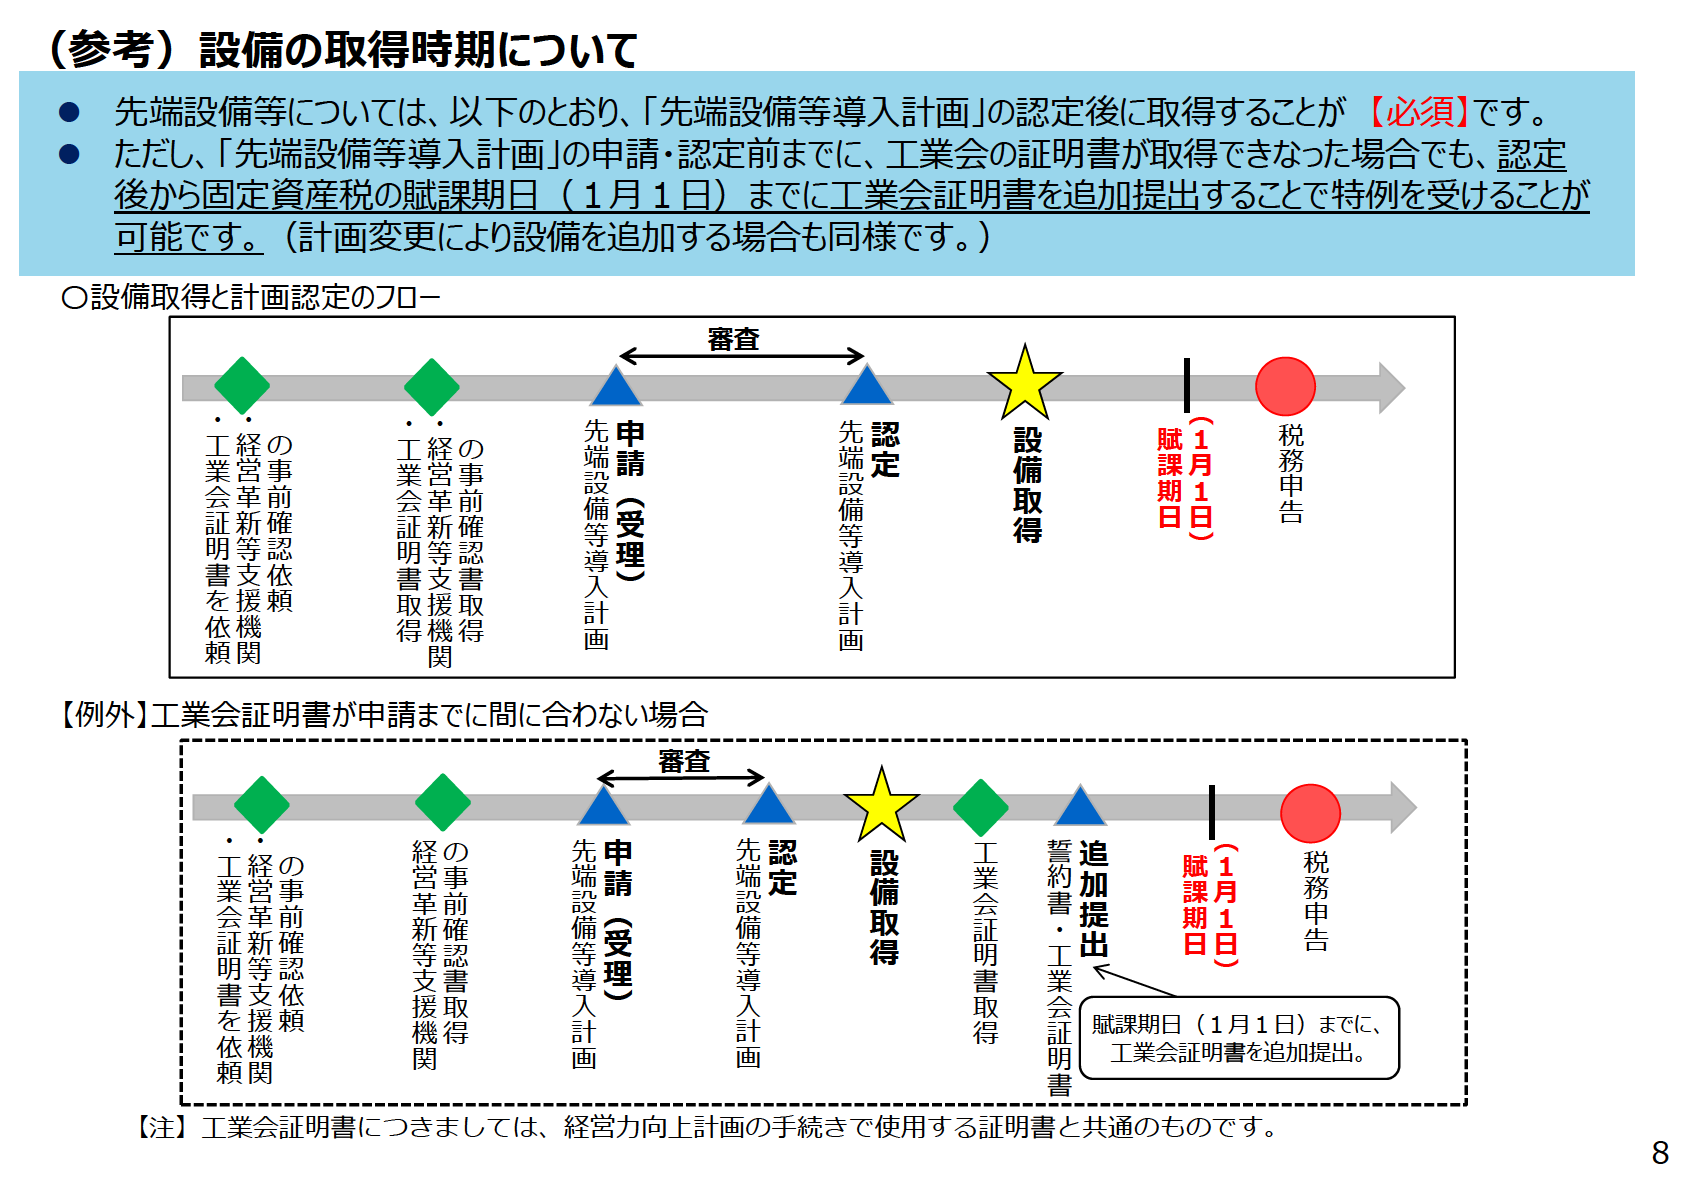 （参考）設備の取得時期について
● 先端設備等については、以下のとおり、「先端設備等導入計画」の認定後に取得することが【必須】です。
● ただし、「先端設備等導入計画」の申請・認定前までに、工業会の証明書が取得できなった場合でも、認定
後から固定資産税の賦課期日（１月１日）までに工業会証明書を追加提出することで特例を受けることが
可能です。（計画変更により設備を追加する場合も同様です。）
○設備取得と計画認定のフロー
審査
・工業会証明書を依頼
・経営革新等支援機関
の事前確認依頼
・工業会証明書取得
・経営革新等支援機関
の事前確認書取得
先端設備等導入計画
申請（受理）
先端設備等導入計画
認定
設備取得
賦課期日
（１月１日）
税務申告
【例外】工業会証明書が申請までに間に合わない場合
審査
・工業会証明書を依頼
・経営革新等支援機関
の事前確認依頼
経営革新等支援機関
の事前確認書取得
先端設備等導入計画
申請（受理）
先端設備等導入計画
認定
設備取得
工業会証明書取得
誓約書・工業会証明書
追加提出
賦課期日
（１月１日）
税務申告
賦課期日（１月１日）までに、
工業会証明書を追加提出。
【注】工業会証明書につきましては、経営力向上計画の手続きで使用する証明書と共通のものです。
8